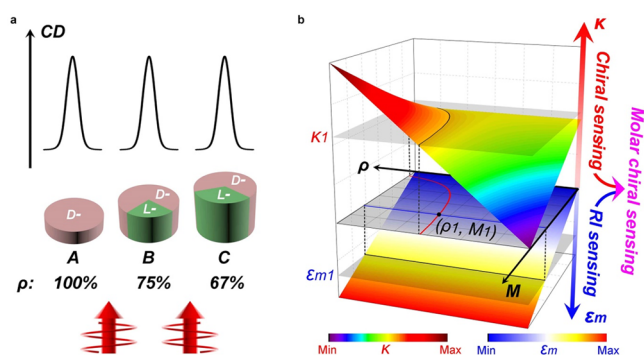 a
CD
D-
D-
L-
D-
L-
A
B
C
ρ: 100% 75% 67%
b
κ
K1
ρ
(ρ1, M1)
εm1
M
εm
Chiral sensing
RI sensing
Molar chiral sensing
Min K Max
Min εm Max